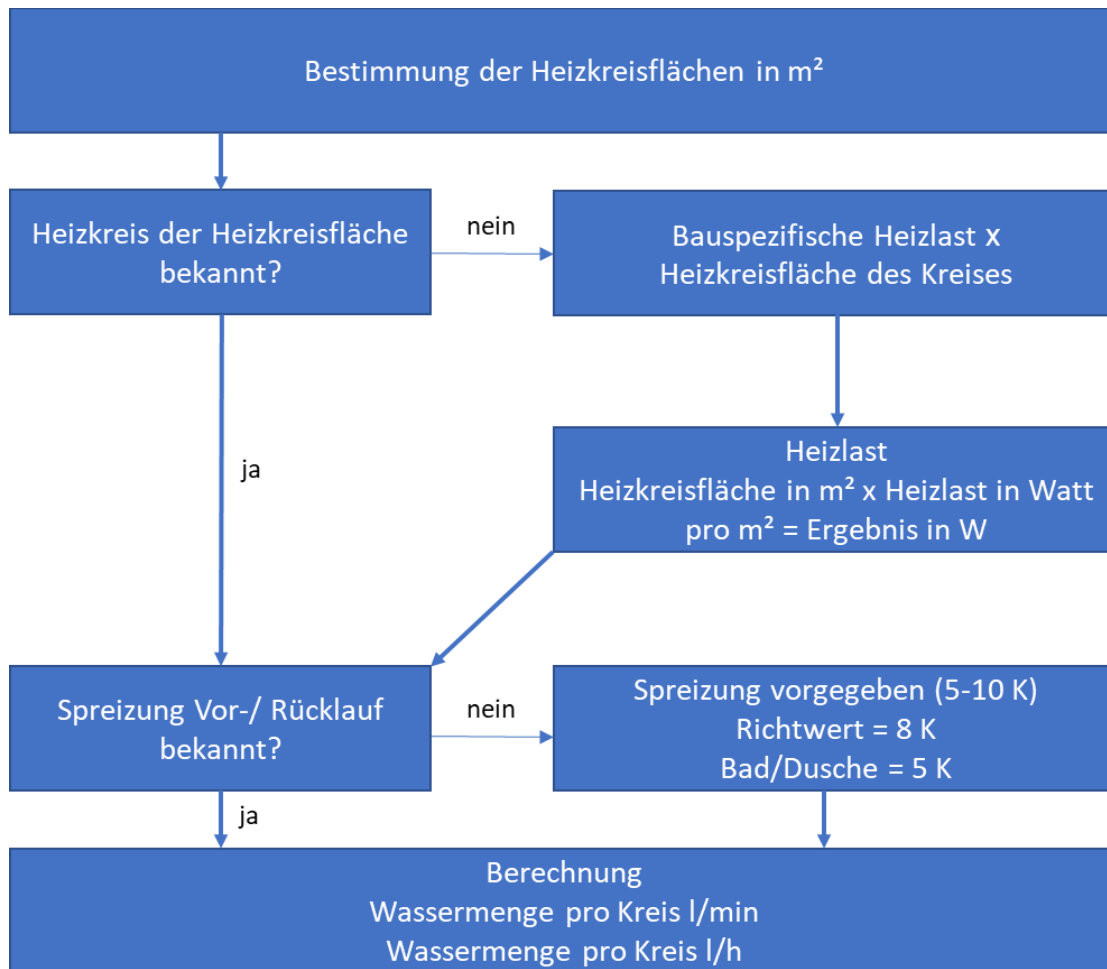 Bestimmung der Heizkreisflächen in m²
Heizkreis der Heizkreisfläche
bekannt?
nein
Bauspezifische Heizlast x
Heizkreisfläche des Kreises
ja
Heizlast
Heizkreisfläche in m² x Heizlast in Watt
pro m² = Ergebnis in W
Spreizung Vor-/ Rücklauf
bekannt?
nein
Spreizung vorgegeben (5-10 K)
Richtwert = 8 K
Bad/Dusche = 5 K
ja
Berechnung
Wassermenge pro Kreis l/min
Wassermenge pro Kreis l/h